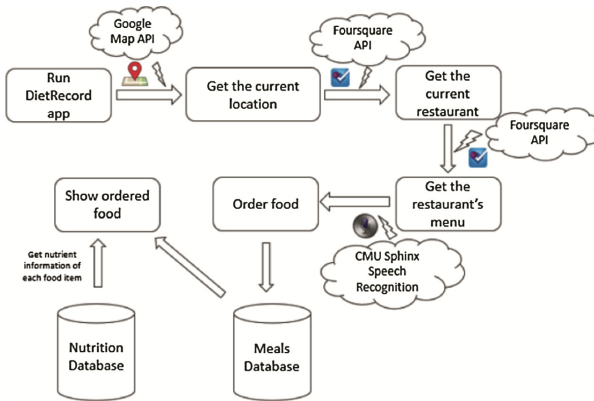 Google
Map API
Foursquare
API
Run
DietRecord
app
Get the current
location
Get the
current
restaurant
Foursquare
API
Show ordered
food
Order food
Get the
restaurant's
menu
Get nutrient
information of
each food item
CMU Sphinx
Speech
Recognition
Nutrition
Database
Meals
Database